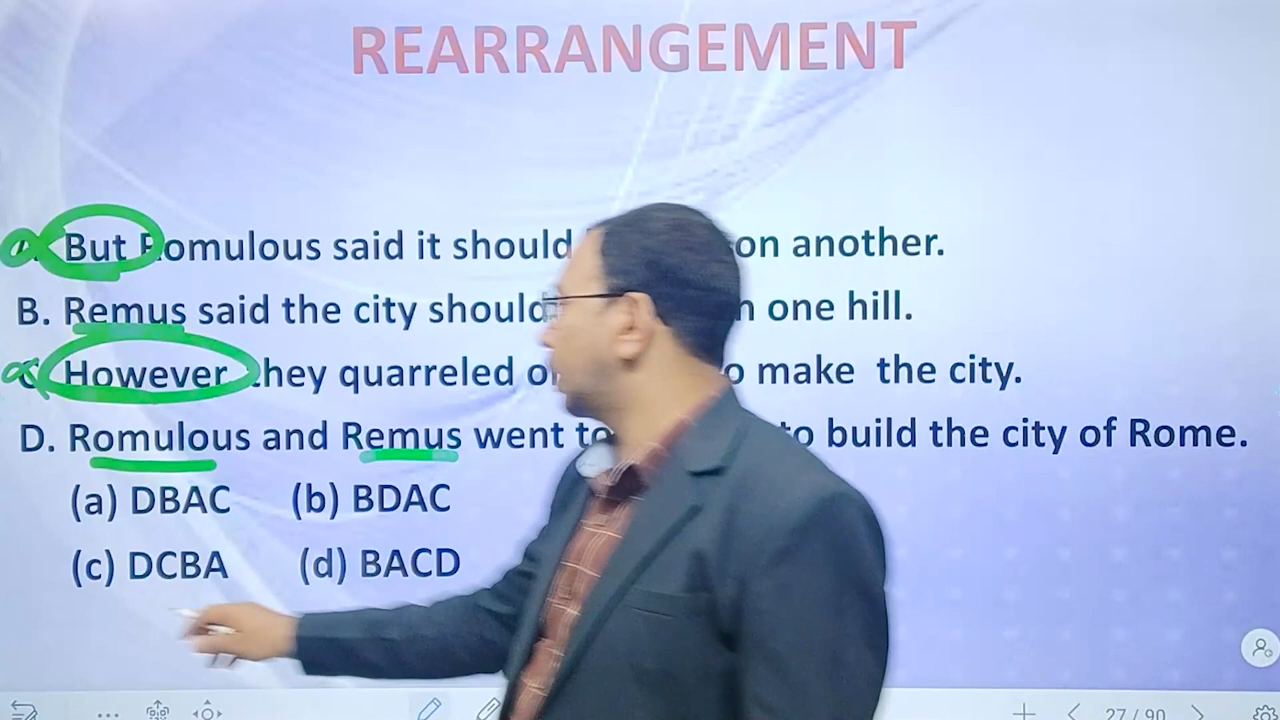 REARRANGEMENT
But Romulous said it should on another.
B. Remus said the city should one hill.
However they quarreled make the city.
D. Romulous and Remus went to to build the city of Rome.
(a) DBAC (b) BDAC
(c) DCBA (d) BACD
27/90